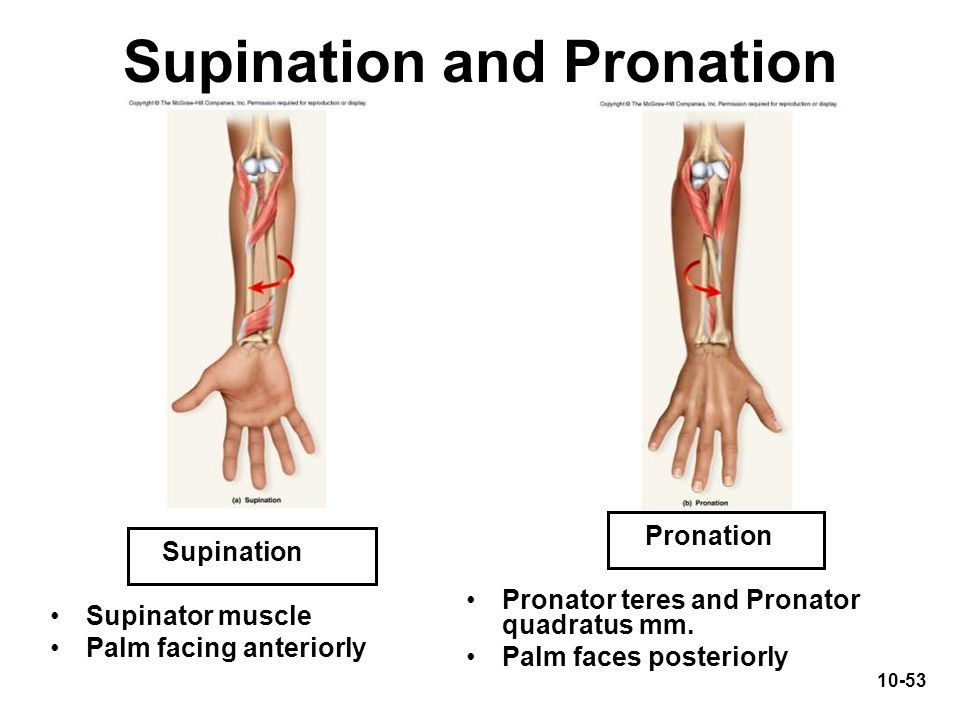 Supination and Pronation
Copyright © The McGraw-Hill Companies, Inc. Permission required for reproduction or display.
Copyright © The McGraw-Hill Companies, Inc. Permission required for reproduction or display.
(a) Supination
(b) Pronation
Supination
• Supinator muscle
• Palm facing anteriorly
Pronation
• Pronator teres and Pronator
quadratus mm.
• Palm faces posteriorly
10-53